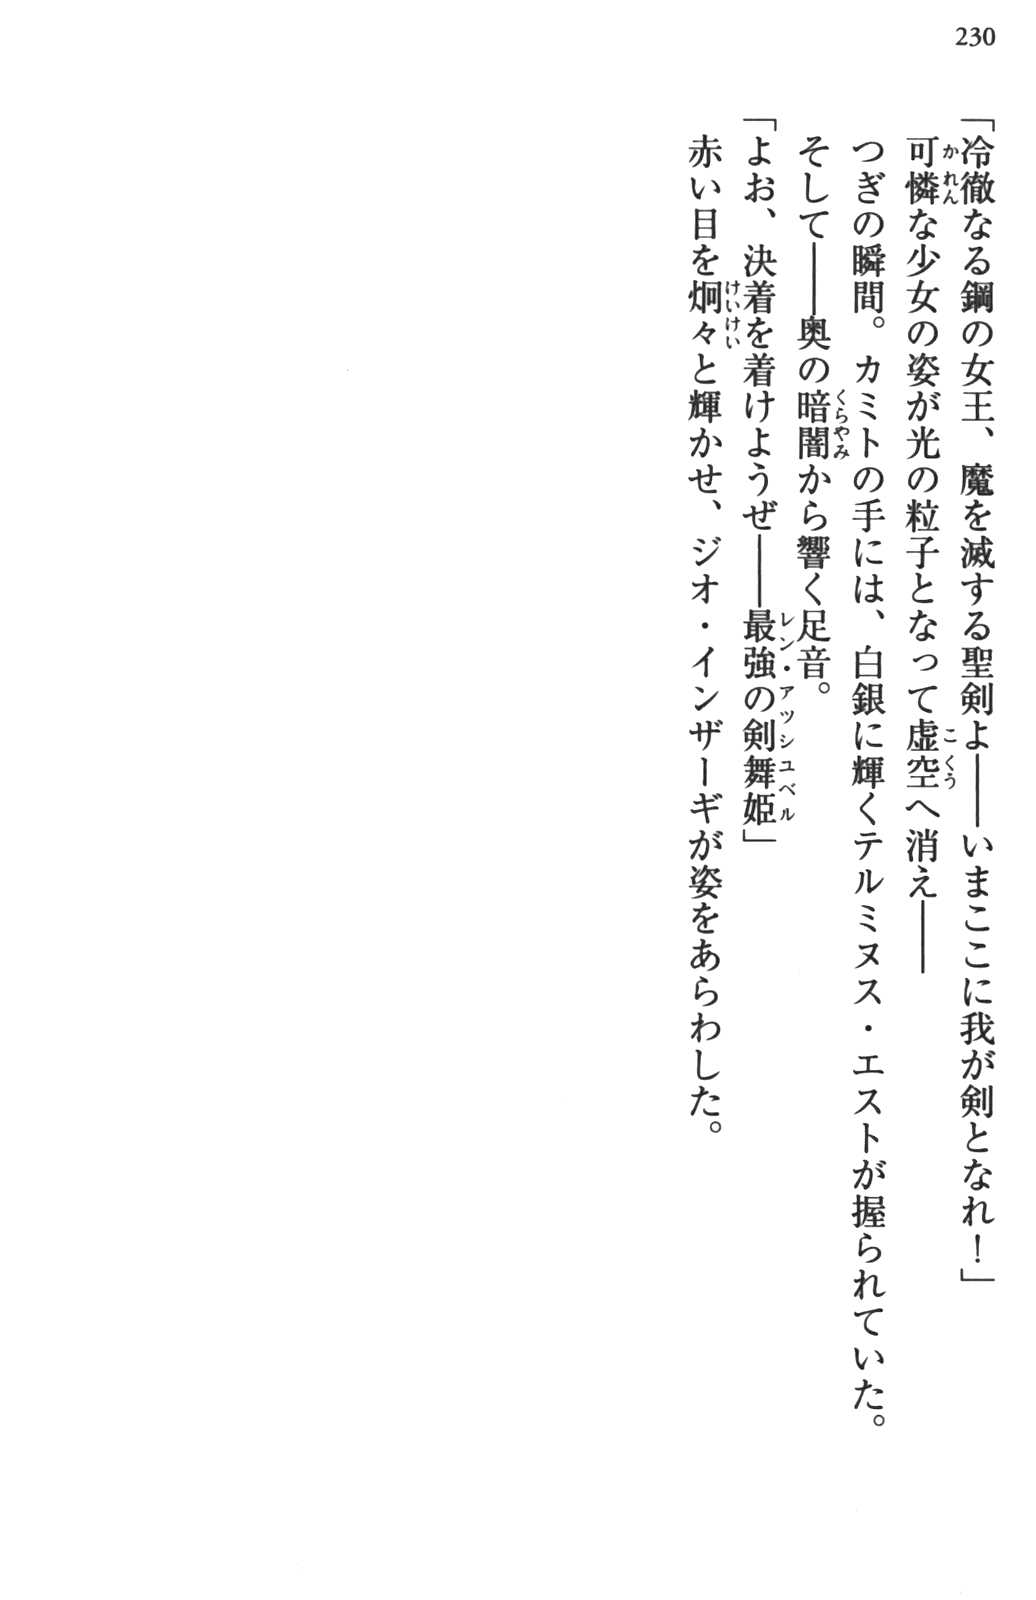 230
「冷徹なる鋼の女王、魔を滅する聖剣よ――いまここに我が剣となれ！」
可憐な少女の姿が光の粒子となって虚空へ消え――
つぎの瞬間。カミトの手には、白銀に輝くテルミヌス・エストが握られていた。
そして――奥の暗闇から響く足音。
「よお、決着を着けようぜ――最強の剣舞姫」
赤い目を炯々と輝かせ、ジオ・インザーギが姿をあらわした。
かれん
こくう
くらやみ
レン・アッシュベル
けいけい